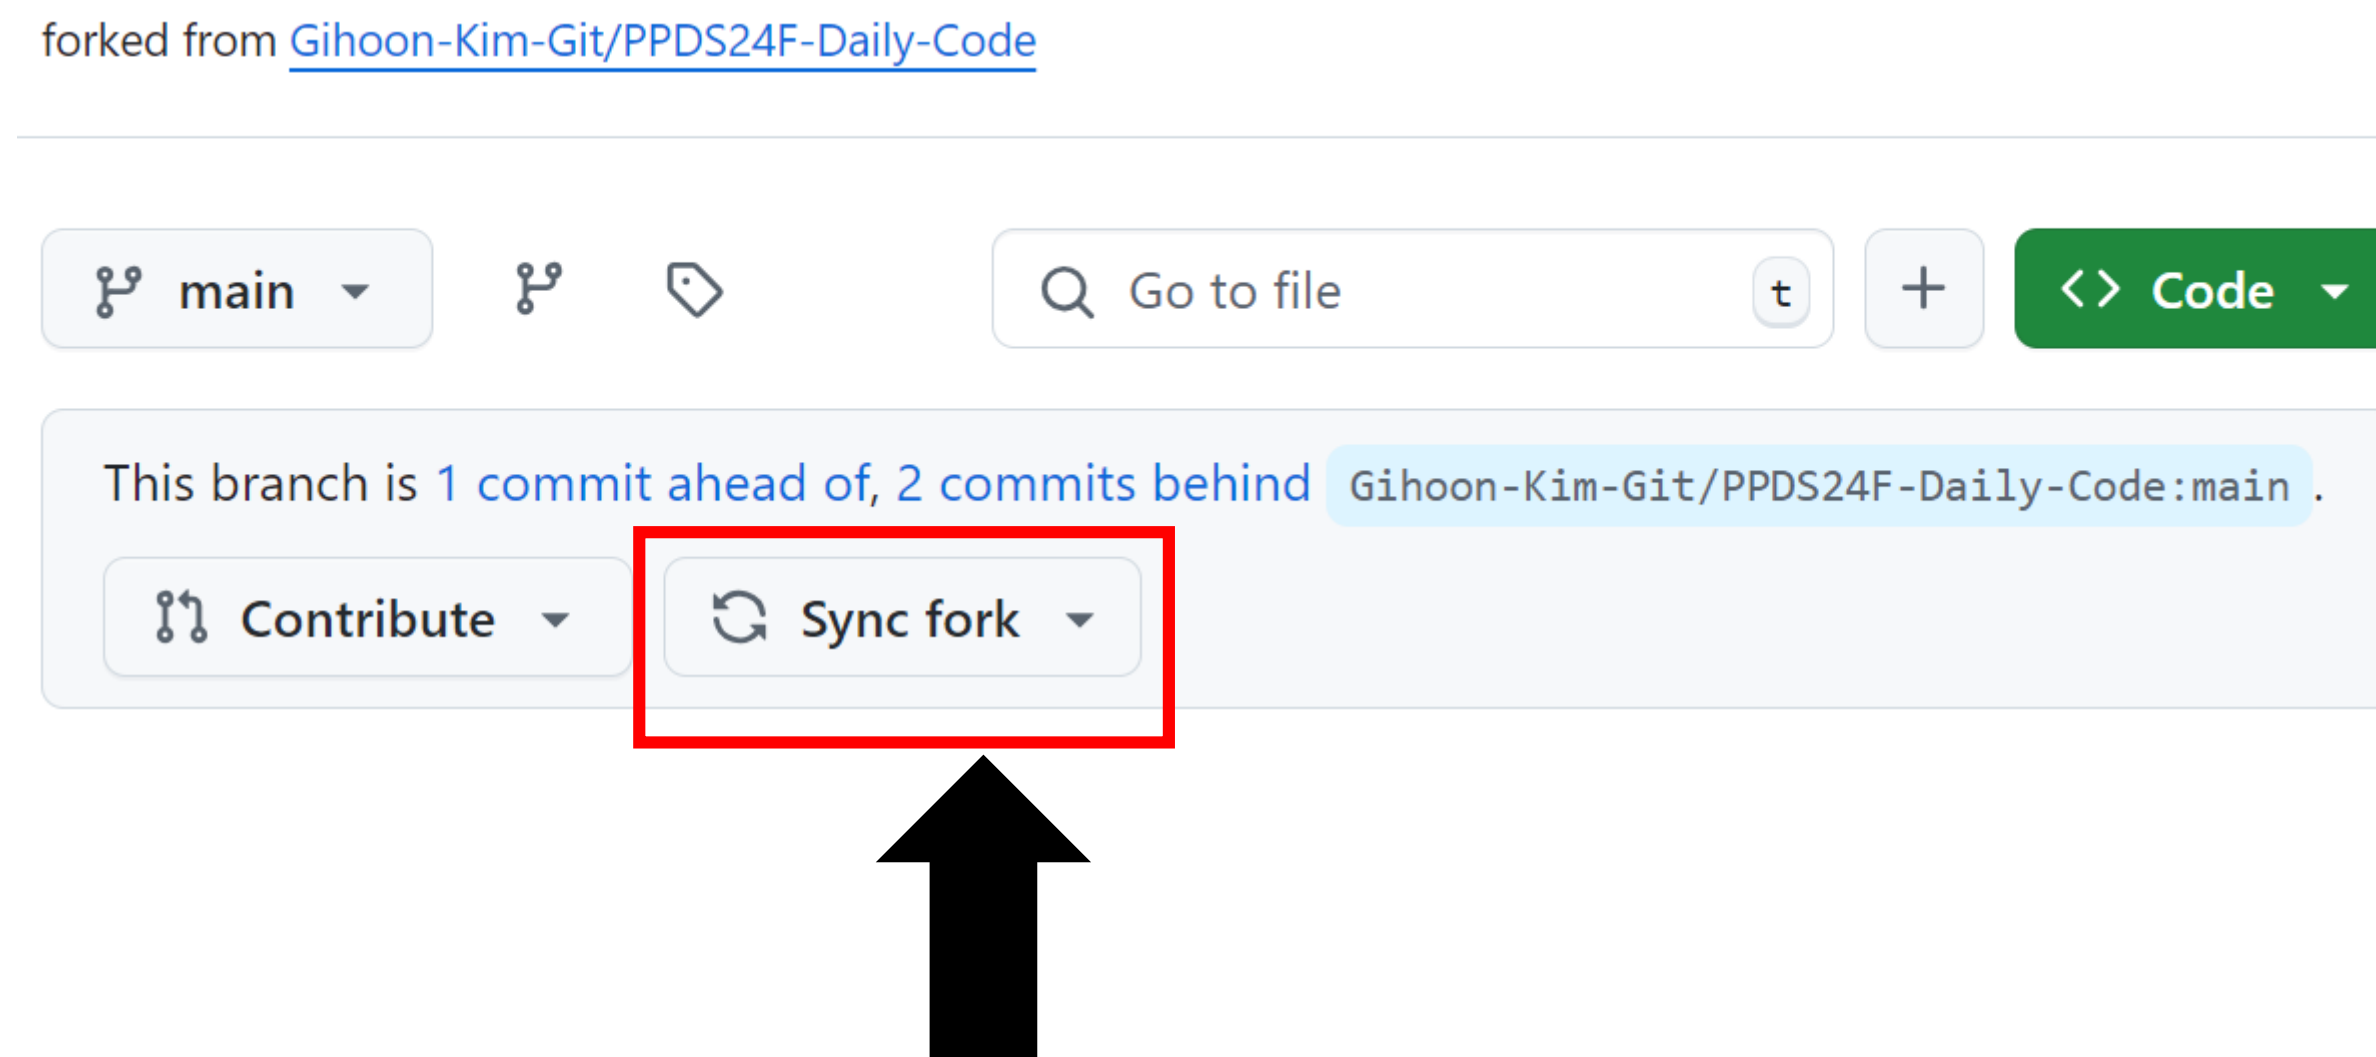 forked from Gihoon-Kim-Git/PPDS24F-Daily-Code
main Go to file t + Code
This branch is 1 commit ahead of, 2 commits behind Gihoon-Kim-Git/PPDS24F-Daily-Code:main .
Contribute Sync fork